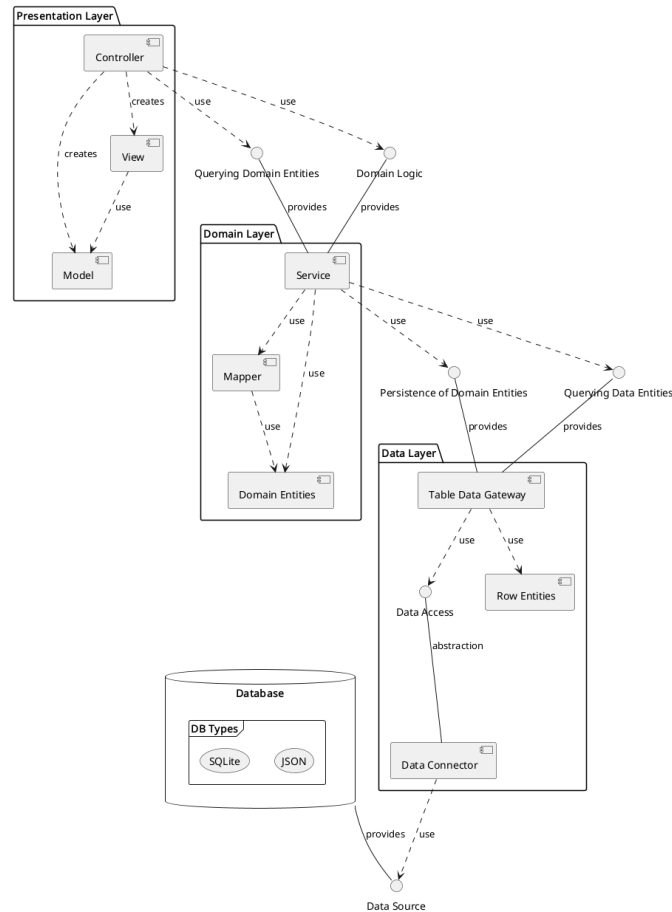 Presentation Layer
Controller
creates
use
use
creates
View
Querying Domain Entities
Domain Logic
use
provides
provides
Domain Layer
Model
Service
use
use
use
use
Mapper
Persistence of Domain Entities
Querying Data Entities
use
provides
provides
Data Layer
Domain Entities
Table Data Gateway
use
use
Data Access
Row Entities
abstraction
Database
DB Types
SQLite
JSON
Data Connector
provides
use
Data Source